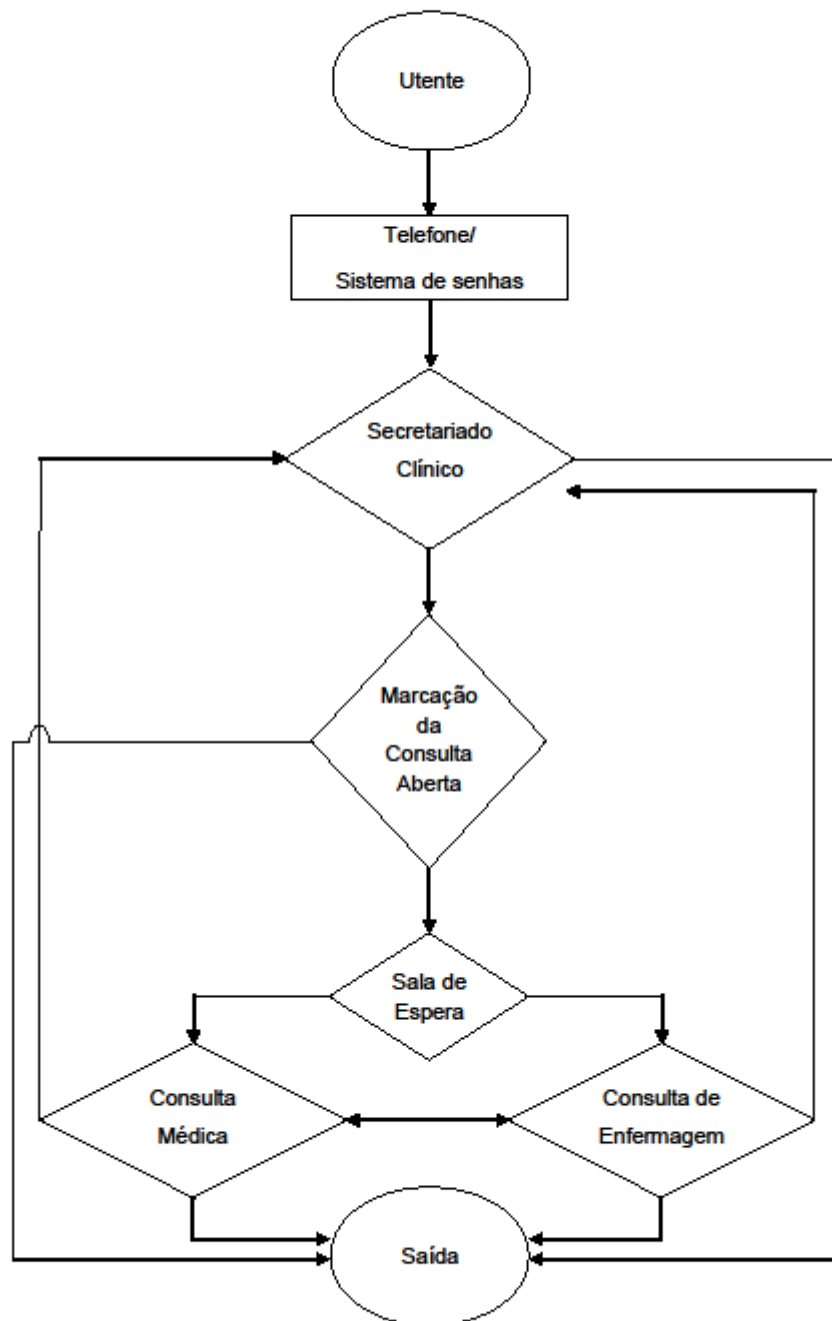 Utente
Telefone/
Sistema de senhas
Secretariado
Clínico
Marcação
da
Consulta
Aberta
Sala de
Espera
Consulta
Médica
Consulta de
Enfermagem
Saída